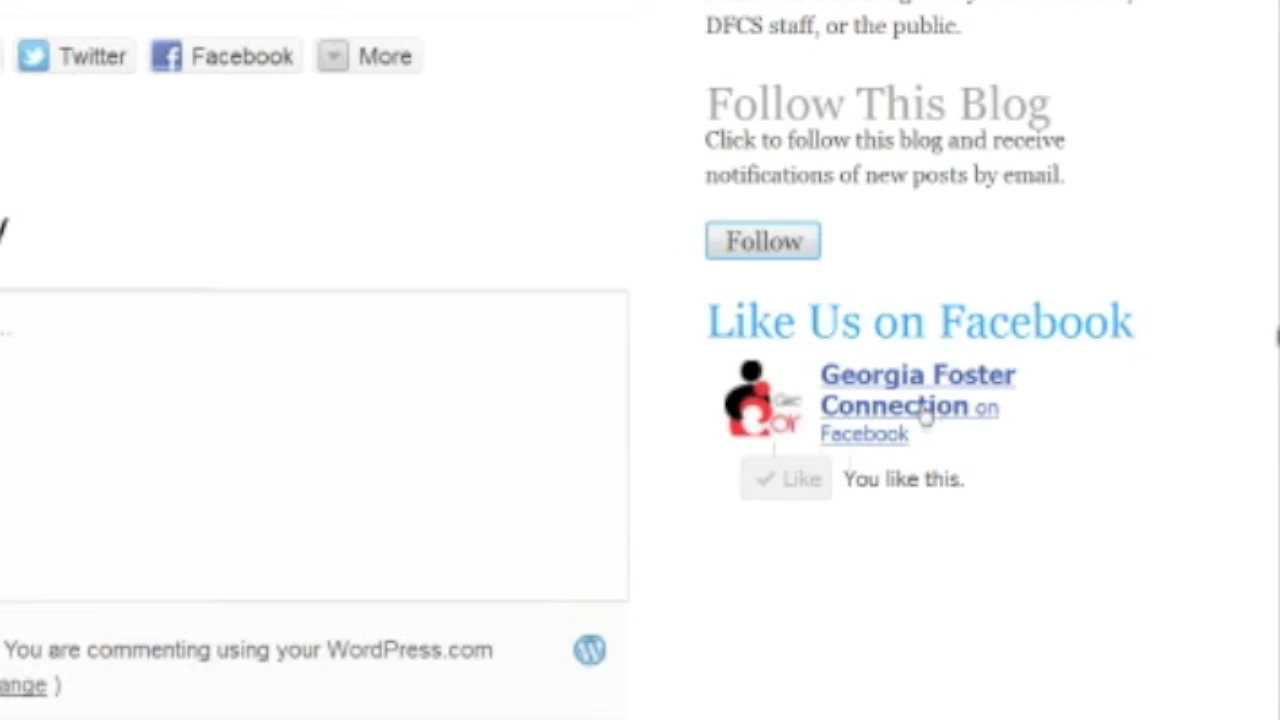 DFCS staff, or the public.
Twitter
Facebook
More
Follow This Blog
Click to follow this blog and receive
notifications of new posts by email.
Follow
Like Us on Facebook
Georgia Foster
Connection on
Facebook
Like You like this.
You are commenting using your WordPress.com
ange )